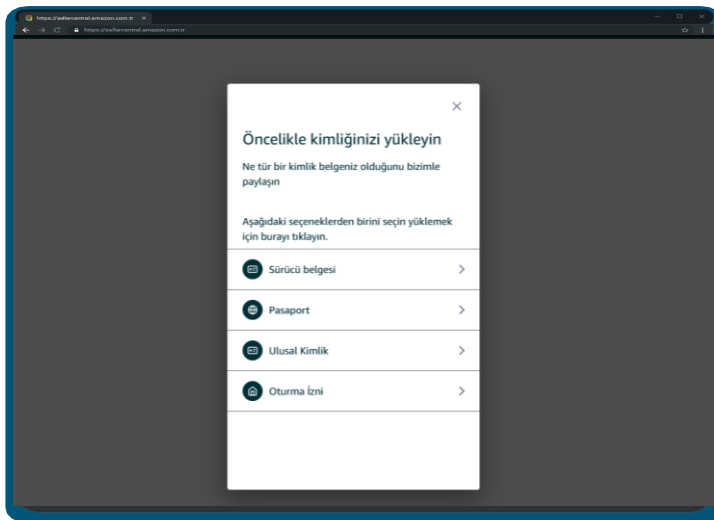 https://sellercentral.amazon.com.tr
https://sellercentral.amazon.com.tr
Öncelikle kimliğinizi yükleyin
Ne tür bir kimlik belgeniz olduğunu bizimle
paylaşın
Aşağıdaki seçeneklerden birini seçin yüklemek
için burayı tıklayın.
Sürücü belgesi
Pasaport
Ulusal Kimlik
Oturma İzni